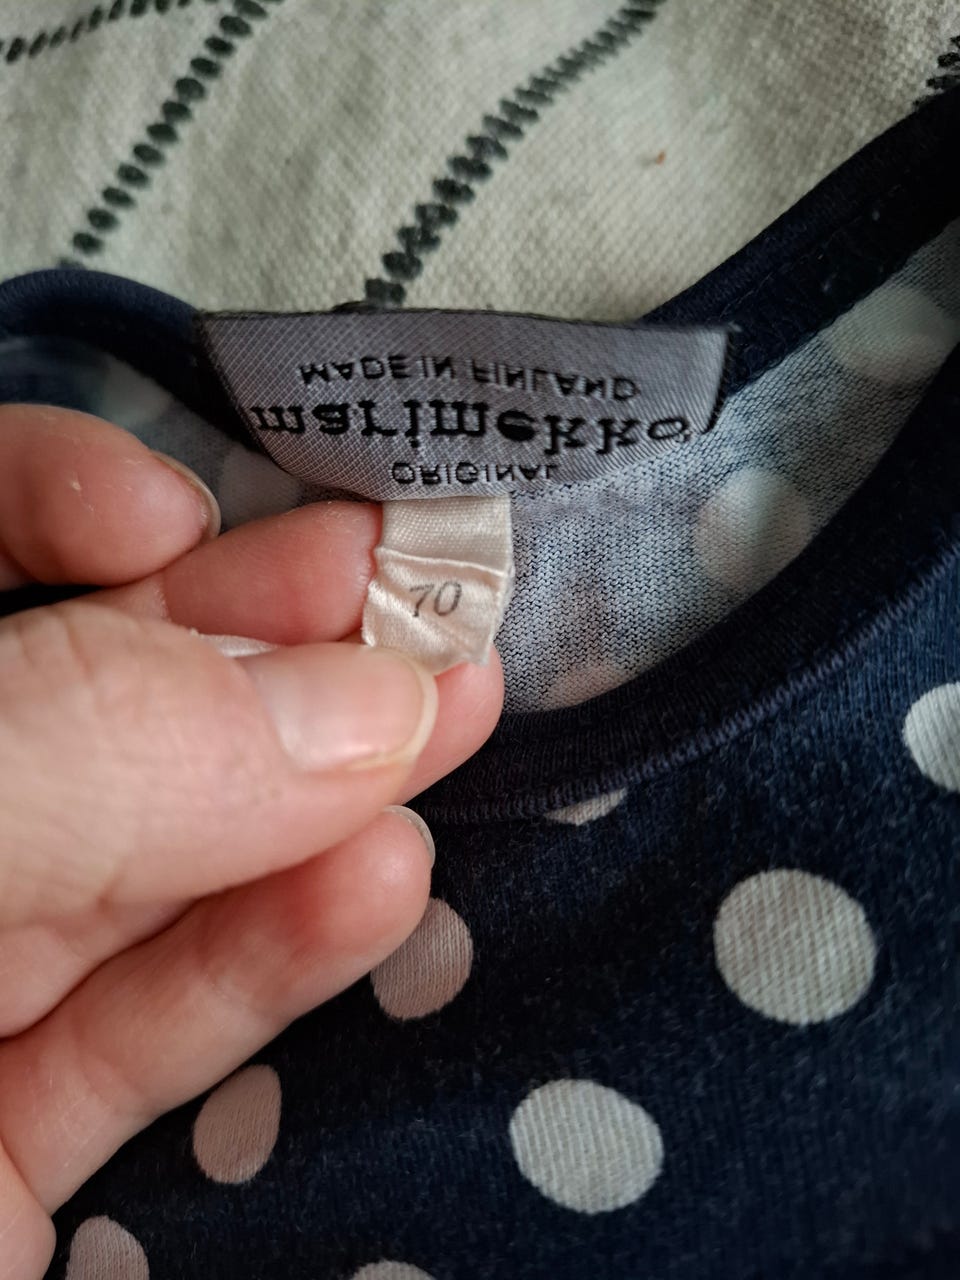 ORIGINAL
marimekko
MADE IN FINLAND
70